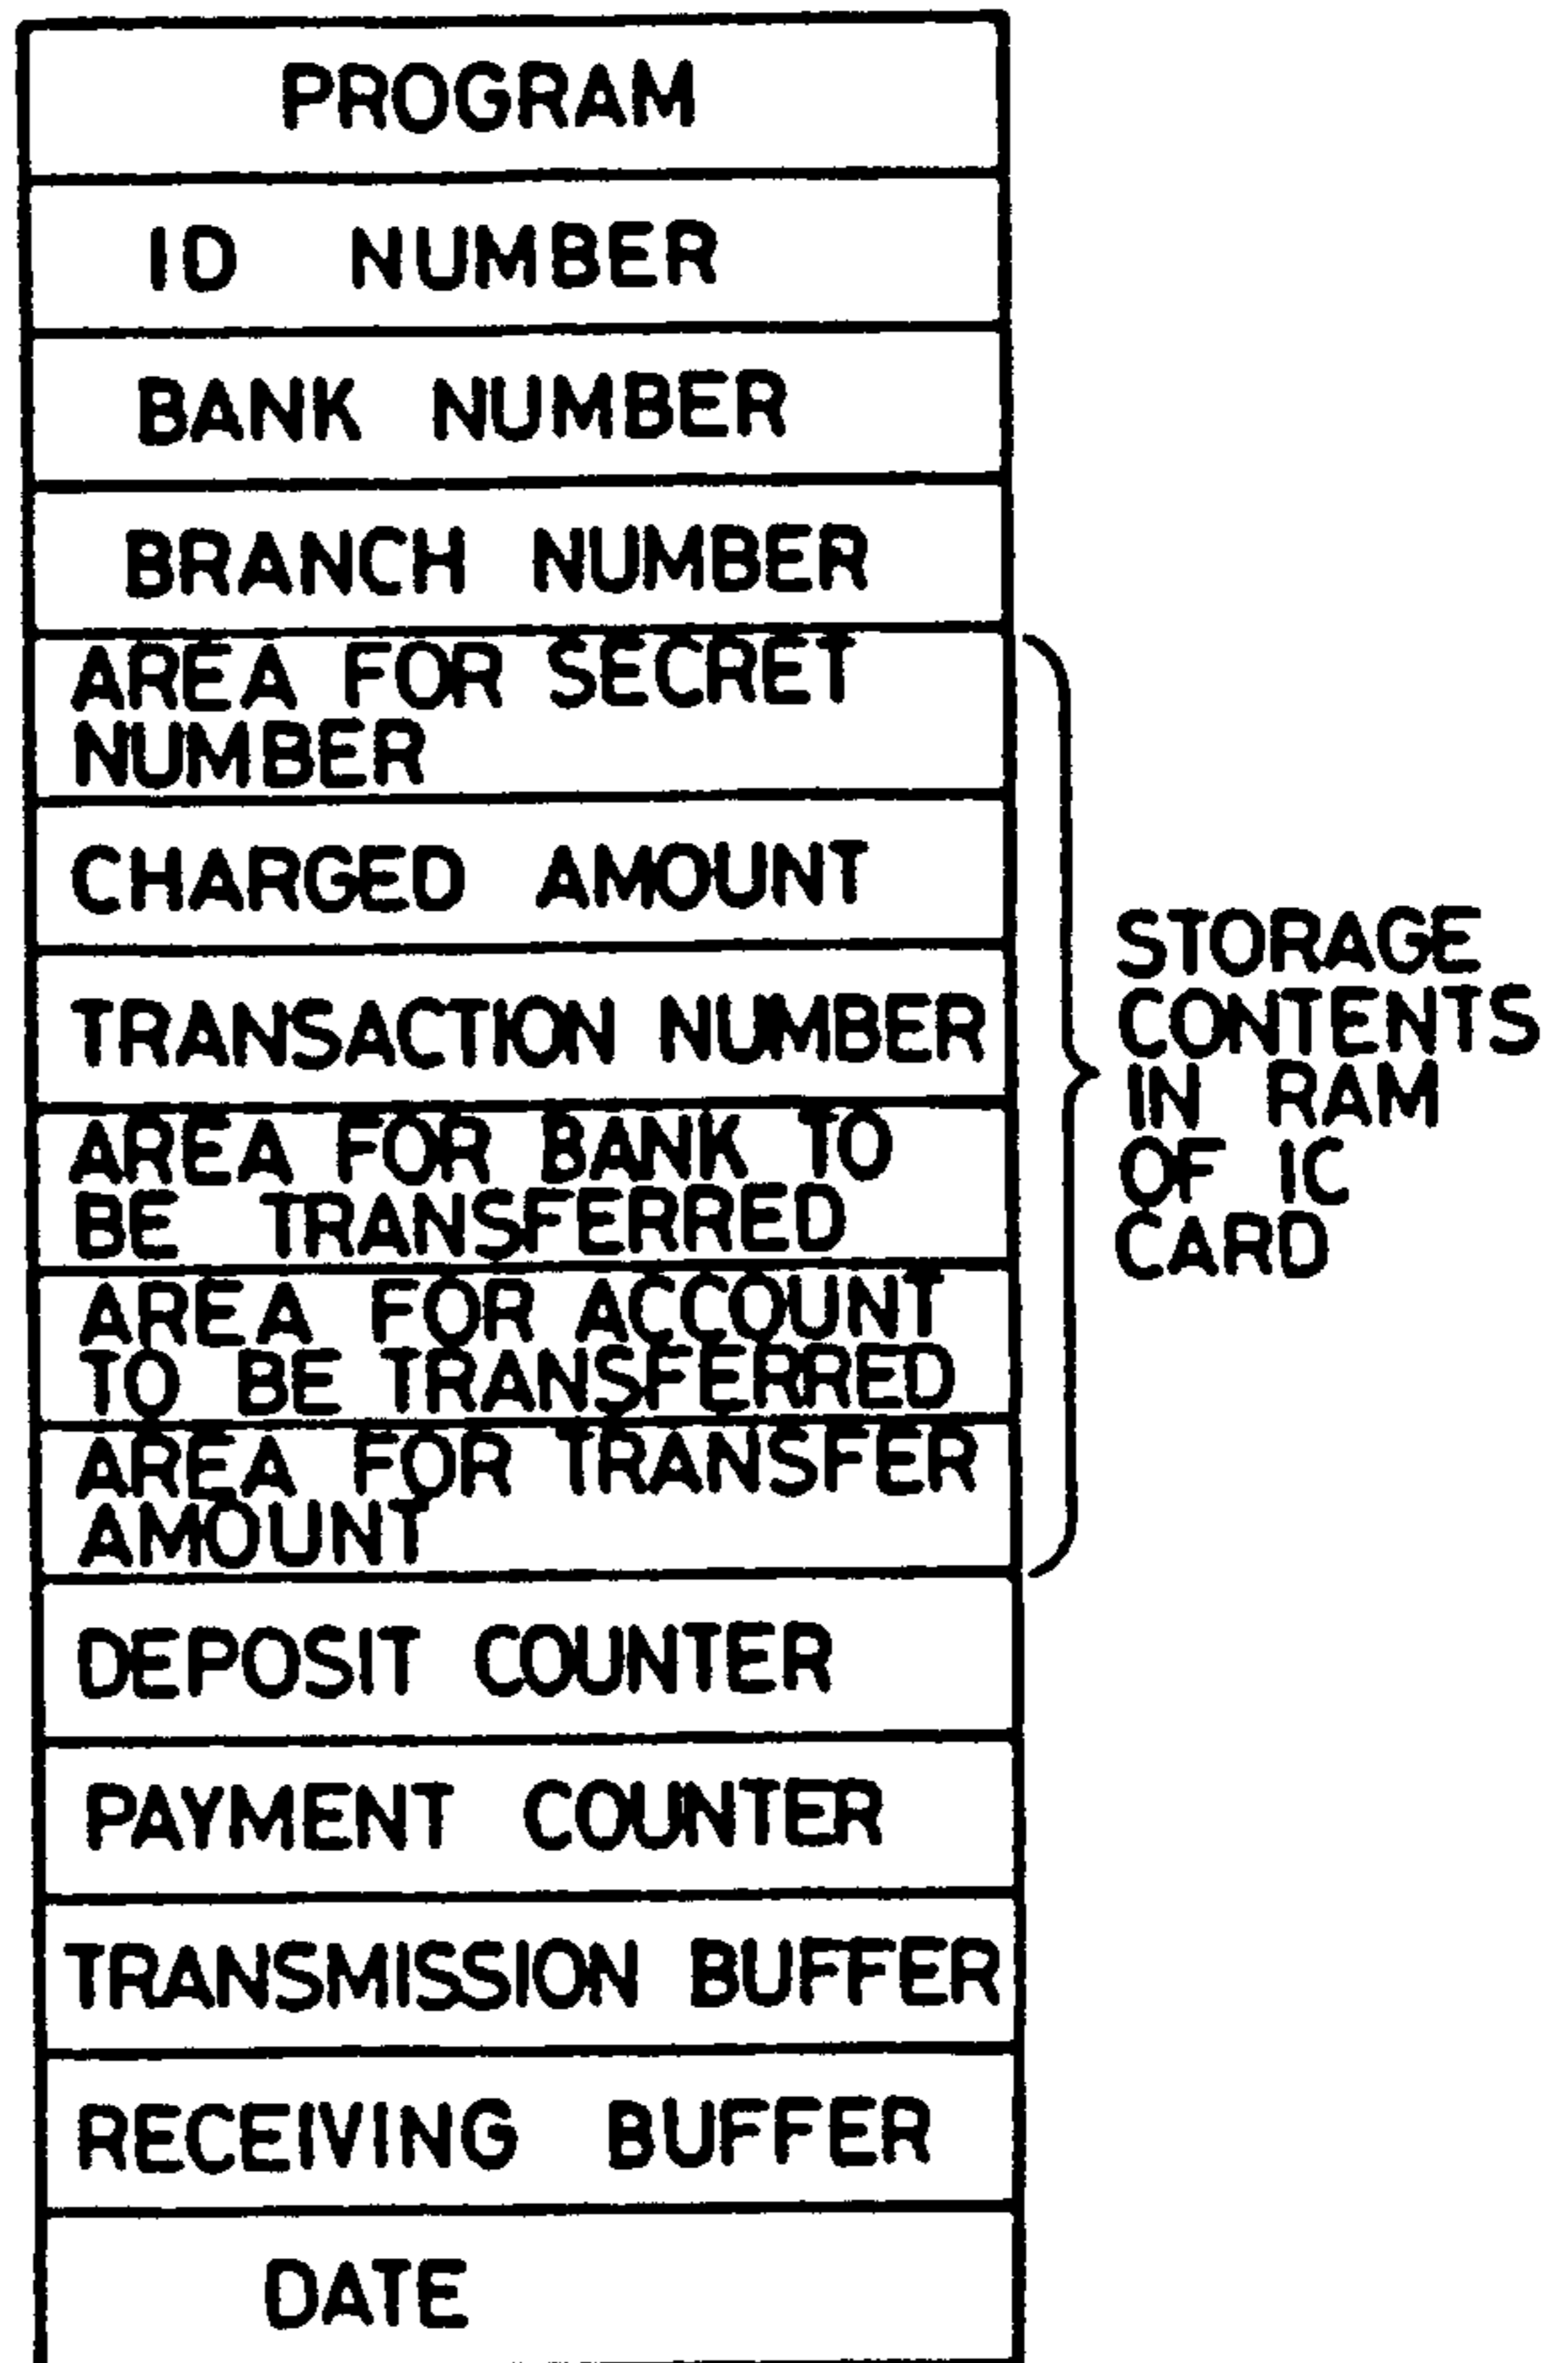 PROGRAM
ID NUMBER
BANK NUMBER
BRANCH NUMBER
AREA FOR SECRET
NUMBER
CHARGED AMOUNT
TRANSACTION NUMBER
AREA FOR BANK TO
BE TRANSFERRED
AREA FOR ACCOUNT
TO BE TRANSFERRED
AREA FOR TRANSFER
AMOUNT
DEPOSIT COUNTER
PAYMENT COUNTER
TRANSMISSION BUFFER
RECEIVING BUFFER
DATE
STORAGE
CONTENTS
IN RAM
OF IC
CARD